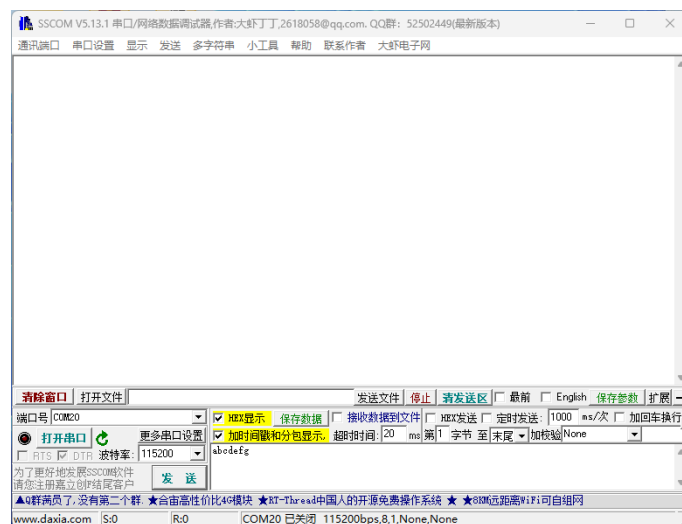 SSCOM V5.13.1 串口/网络数据调试器,作者:大虾丁丁,2618058@qq.com. QQ群: 52502449(最新版本)
通讯端口 串口设置 显示 发送 多字符串 小工具 帮助 联系作者 大虾电子网
清除窗口 打开文件 发送文件 停止 清发送区 最前 English 保存参数 扩展 —
端口号 COM20 HEX显示 保存数据 接收数据到文件 HEX发送 定时发送: 1000 ms/次 加回车换行
打开串口 更多串口设置 加时间戳和分包显示, 超时时间: 20 ms 第 1 字节 至 末尾 加校验 None
RTS DTR 波特率: 115200 abcdefg
为了更好地发展SSCOM软件
请您注册嘉立创F结尾客户
发 送
▲Q群满员了,没有第二个群. ★合宙高性价比4G模块 ★RT-Thread中国人的开源免费操作系统 ★ ★8KM远距离WiFi可自组网
www.daxia.com S:0 R:0 COM20 已关闭 115200bps,8,1,None,None